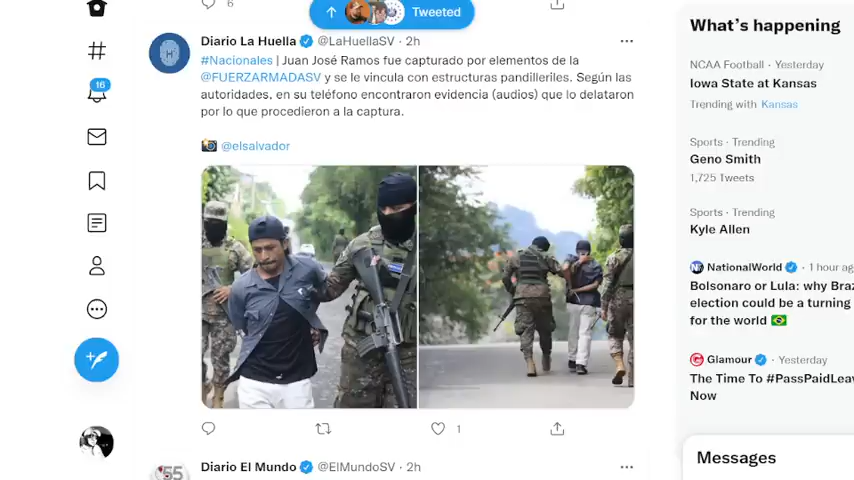 6
Tweeted
Diario La Huella @LaHuellaSV · 2h
#Nacionales | Juan José Ramos fue capturado por elementos de la
@FUERZARMADASV y se le vincula con estructuras pandilleriles. Según las
autoridades, en su teléfono encontraron evidencia (audios) que lo delataron
por lo que procedieron a la captura.
@elsalvador
1
Diario El Mundo @ElMundoSV · 2h
16
What's happening
NCAA Football · Yesterday
Iowa State at Kansas
Trending with Kansas
Sports · Trending
Geno Smith
1,725 Tweets
Sports · Trending
Kyle Allen
NationalWorld · 1 hour ag
Bolsonaro or Lula: why Braz
election could be a turning
for the world
Glamour · Yesterday
The Time To #PassPaidLeav
Now
Messages